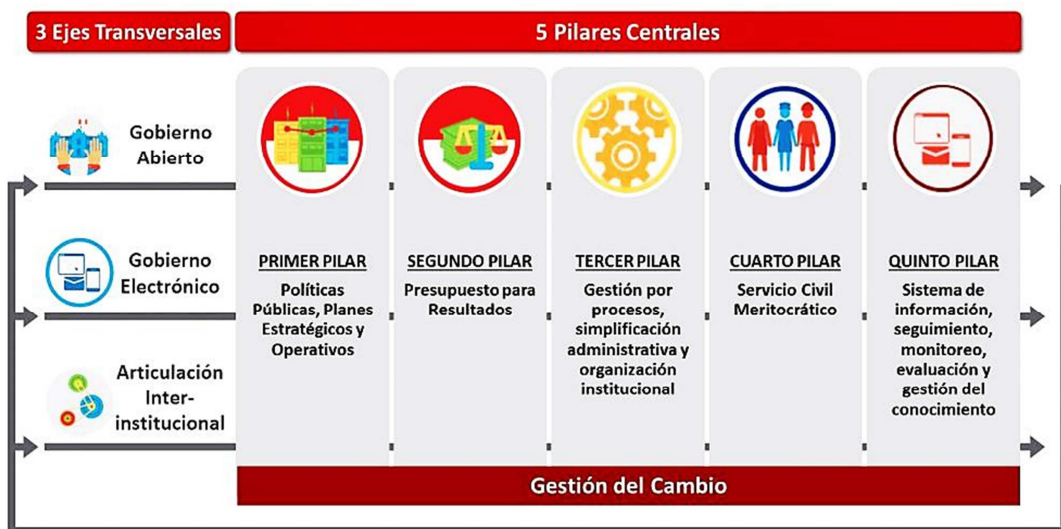 3 Ejes Transversales
5 Pilares Centrales
Gobierno
Abierto
Gobierno
Electrónico
Articulación
Inter-
institucional
PRIMER PILAR
Políticas
Públicas, Planes
Estratégicos y
Operativos
SEGUNDO PILAR
Presupuesto para
Resultados
TERCER PILAR
Gestión por
procesos,
simplificación
administrativa y
organización
institucional
CUARTO PILAR
Servicio Civil
Meritocrático
QUINTO PILAR
Sistema de
información,
seguimiento,
monitoreo,
evaluación y
gestión del
conocimiento
Gestión del Cambio